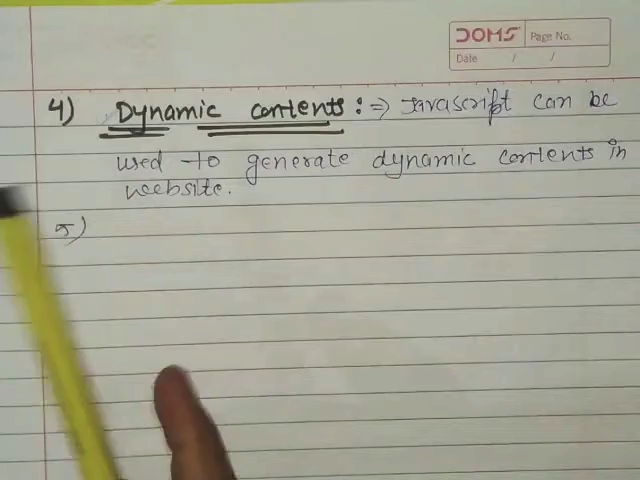 DOMS Page No.
Date / /
4) Dynamic contents :⇒ Javascript can be
used to generate dynamic contents in
website.
5)